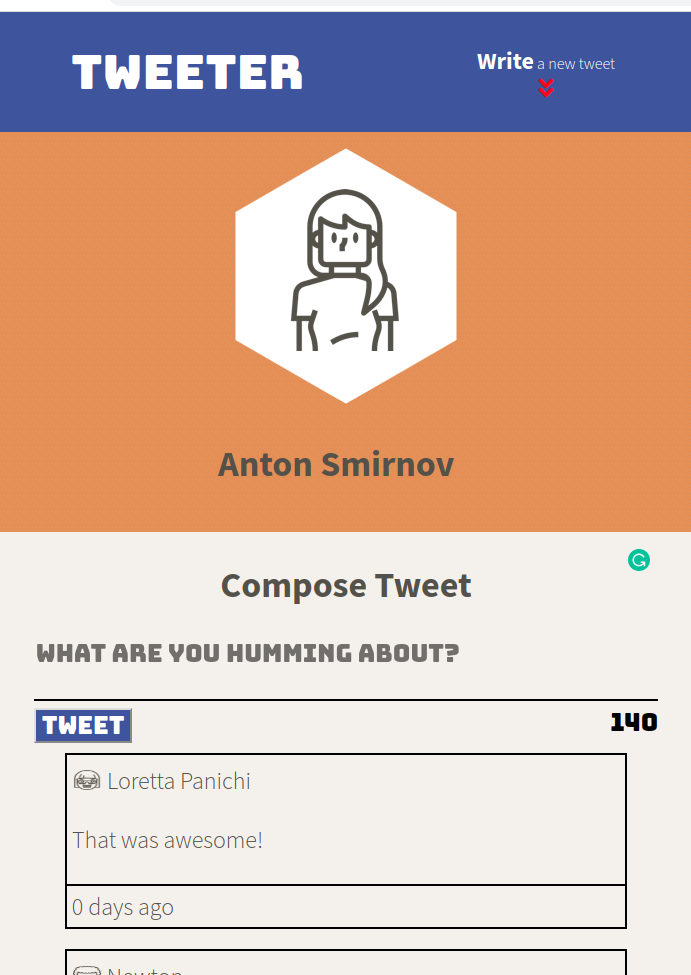 TWEETER
Write a new tweet
Anton Smirnov
Compose Tweet
WHAT ARE YOU HUMMING ABOUT?
TWEET
140
Loretta Panichi
That was awesome!
0 days ago
Newton